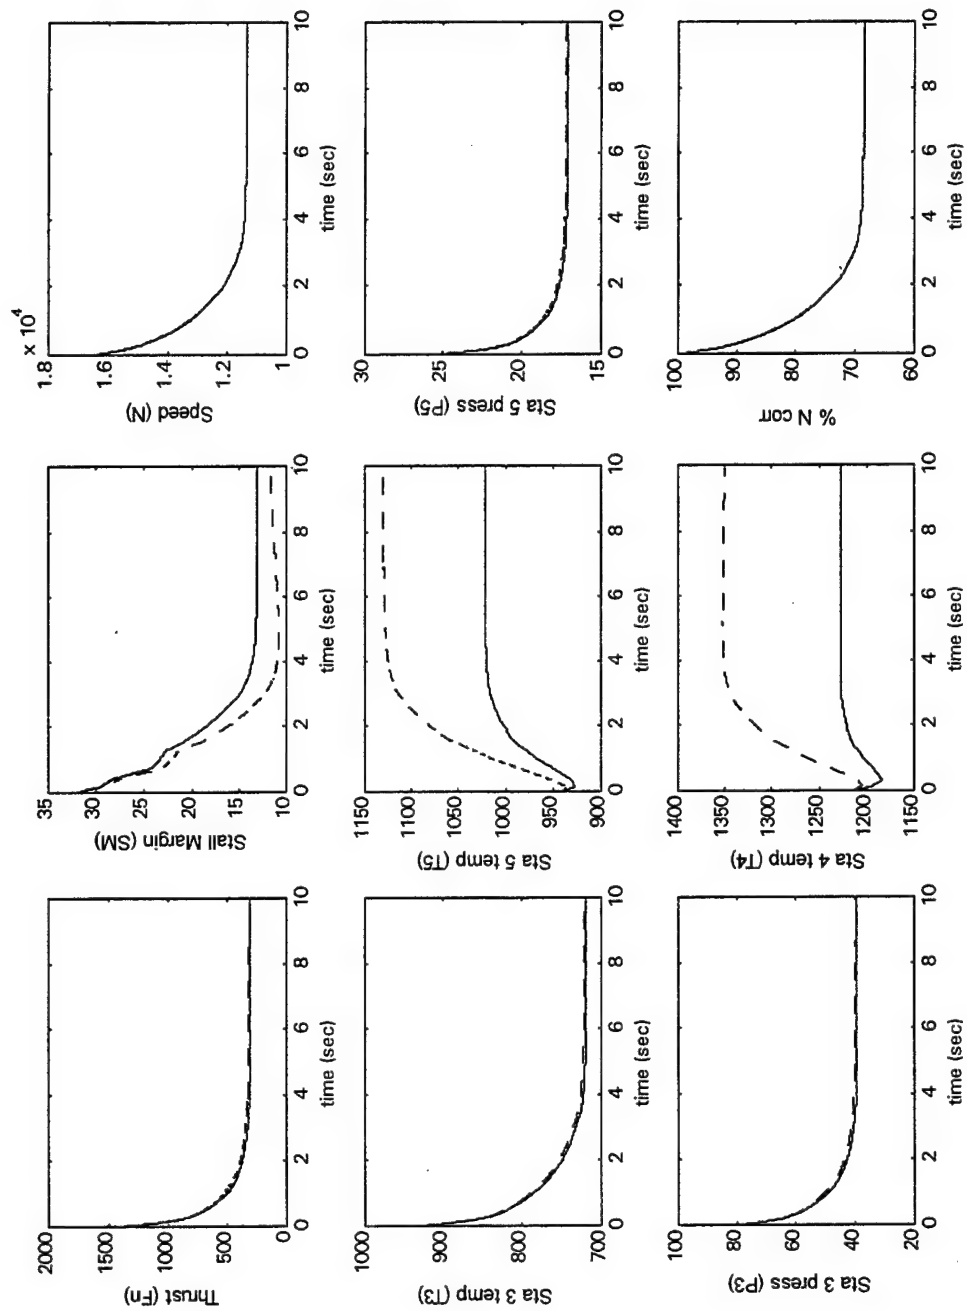 Thrust (Fn)
2000
1500
1000
500
0
0 2 4 6 8 10
time (sec)
Stall Margin (SM)
35
30
25
20
15
10
0 2 4 6 8 10
time (sec)
x 10^4
Speed (N)
1.8
1.6
1.4
1.2
1
0 2 4 6 8 10
time (sec)
Sta 3 temp (T3)
1000
900
800
700
0 2 4 6 8 10
time (sec)
Sta 5 temp (T5)
1150
1100
1050
1000
950
900
0 2 4 6 8 10
time (sec)
Sta 5 press (P5)
30
25
20
15
0 2 4 6 8 10
time (sec)
Sta 3 press (P3)
100
80
60
40
20
0 2 4 6 8 10
time (sec)
Sta 4 temp (T4)
1400
1350
1300
1250
1200
1150
0 2 4 6 8 10
time (sec)
% N corr
100
90
80
70
60
0 2 4 6 8 10
time (sec)